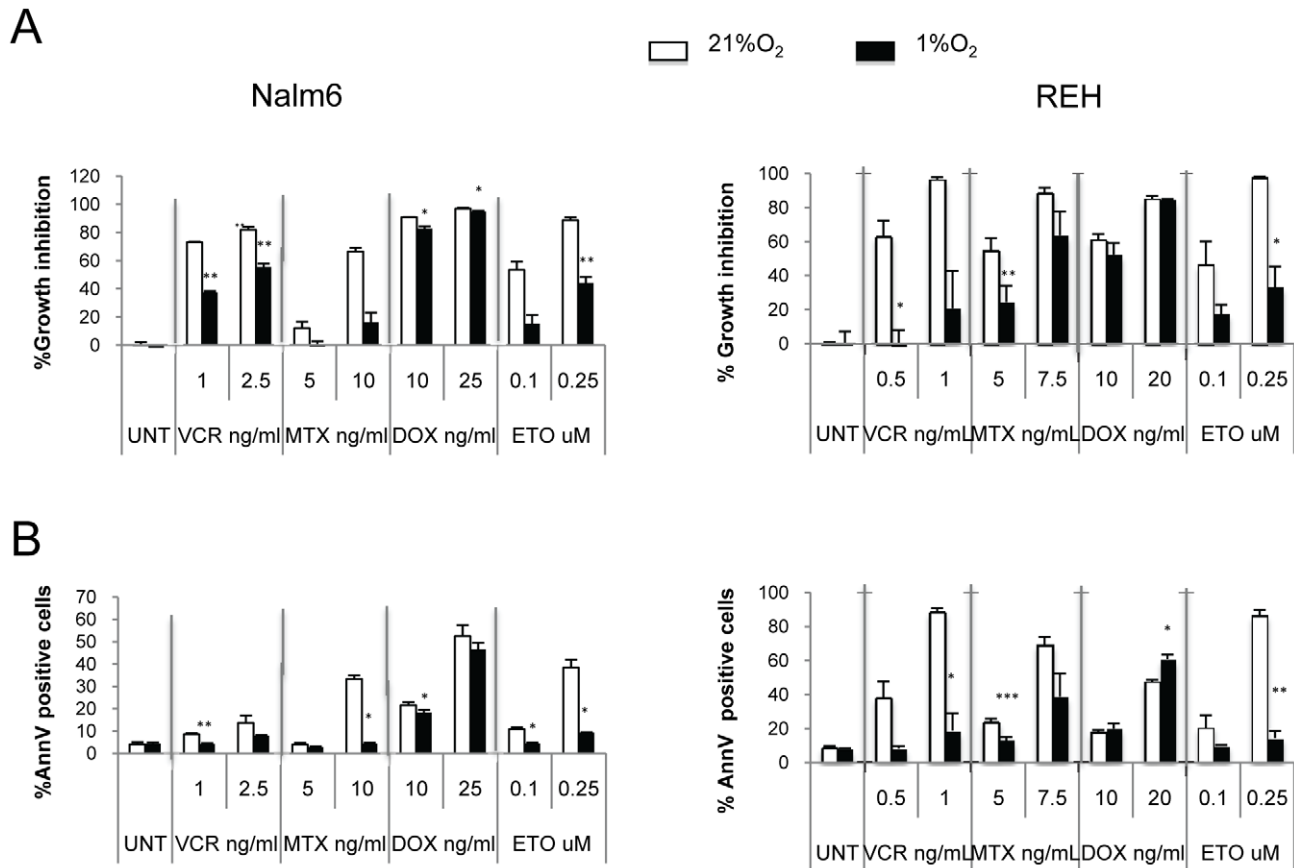 A
21%O₂ 1%O₂
Nalm6 REH
%Growth inhibition
120
100
80
60
40
20
0
** ** ** * * **
1 2.5 5 10 10 25 0.1 0.25
UNT VCR ng/ml MTX ng/ml DOX ng/ml ETO uM
% Growth inhibition
100
80
60
40
20
0
* ** *
0.5 1 5 7.5 10 20 0.1 0.25
UNT VCR ng/mL MTX ng/mL DOX ng/ml ETO uM
B
%AnnV positive cells
70
60
50
40
30
20
10
0
** * * * *
1 2.5 5 10 10 25 0.1 0.25
UNT VCR ng/ml MTX ng/ml DOX ng/ml ETO uM
% AnnV positive cells
100
80
60
40
20
0
* *** * **
0.5 1 5 7.5 10 20 0.1 0.25
UNT VCR ng/mL MTX ng/mL DOX ng/ml ETO uM